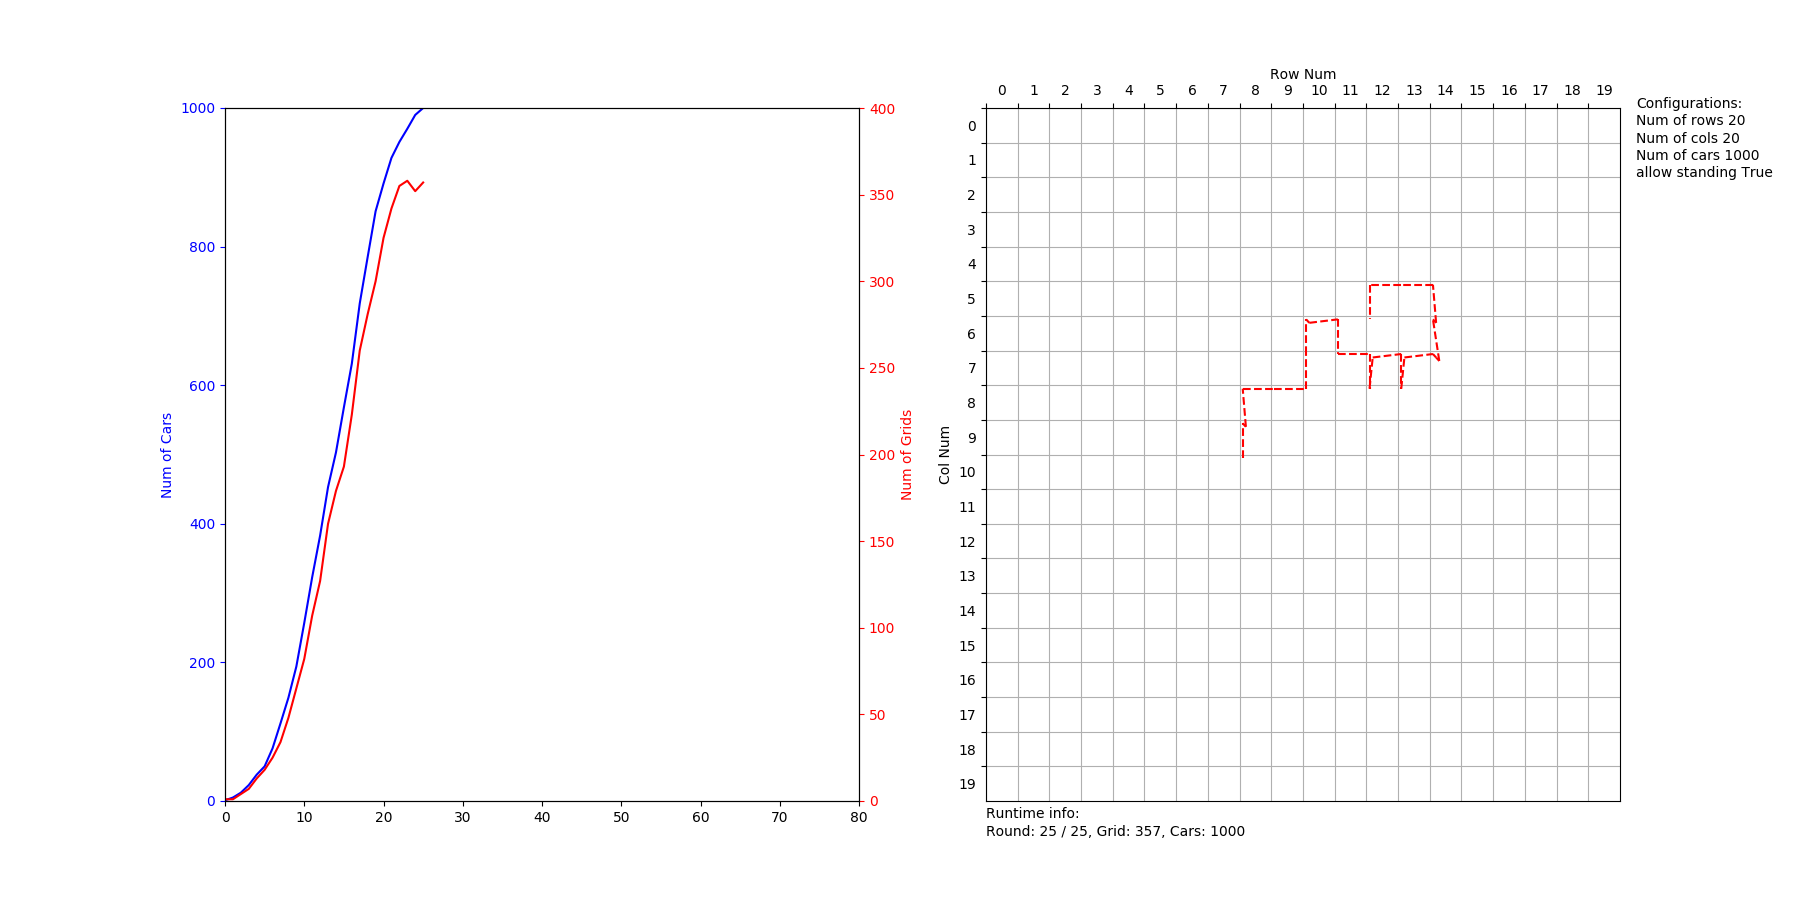 Num of Cars
1000
800
600
400
200
0
0 10 20 30 40 50 60 70 80
400
350
300
250
200
150
100
50
0
Num of Grids
Row Num
0 1 2 3 4 5 6 7 8 9 10 11 12 13 14 15 16 17 18 19
Col Num
0
1
2
3
4
5
6
7
8
9
10
11
12
13
14
15
16
17
18
19
Configurations:
Num of rows 20
Num of cols 20
Num of cars 1000
allow standing True
Runtime info:
Round: 25 / 25, Grid: 357, Cars: 1000